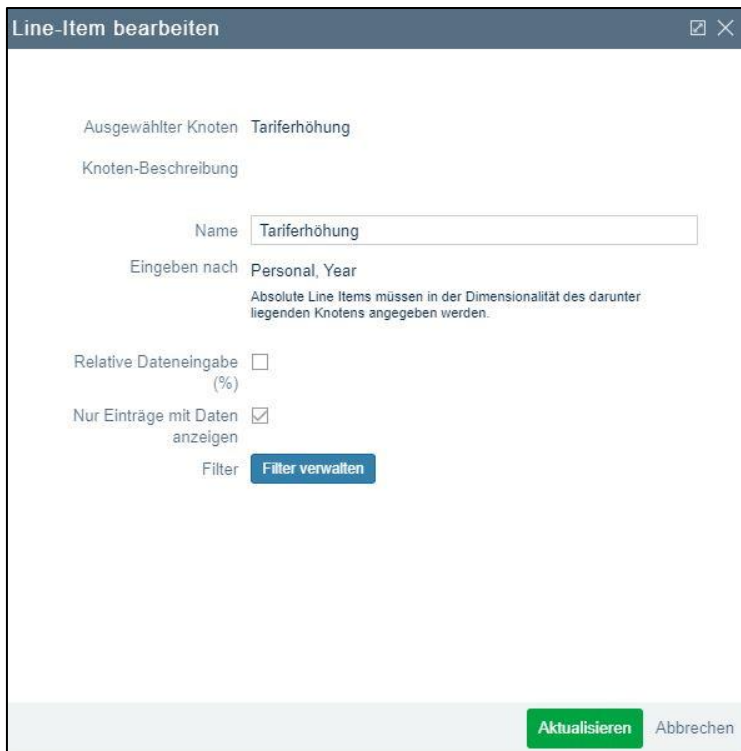 Line-Item bearbeiten
Ausgewählter Knoten Tariferhöhung
Knoten-Beschreibung
Name Tariferhöhung
Eingeben nach Personal, Year
Absolute Line Items müssen in der Dimensionalität des darunter
liegenden Knotens angegeben werden.
Relative Dateneingabe
(%)
Nur Einträge mit Daten
anzeigen
Filter Filter verwalten
Aktualisieren Abbrechen